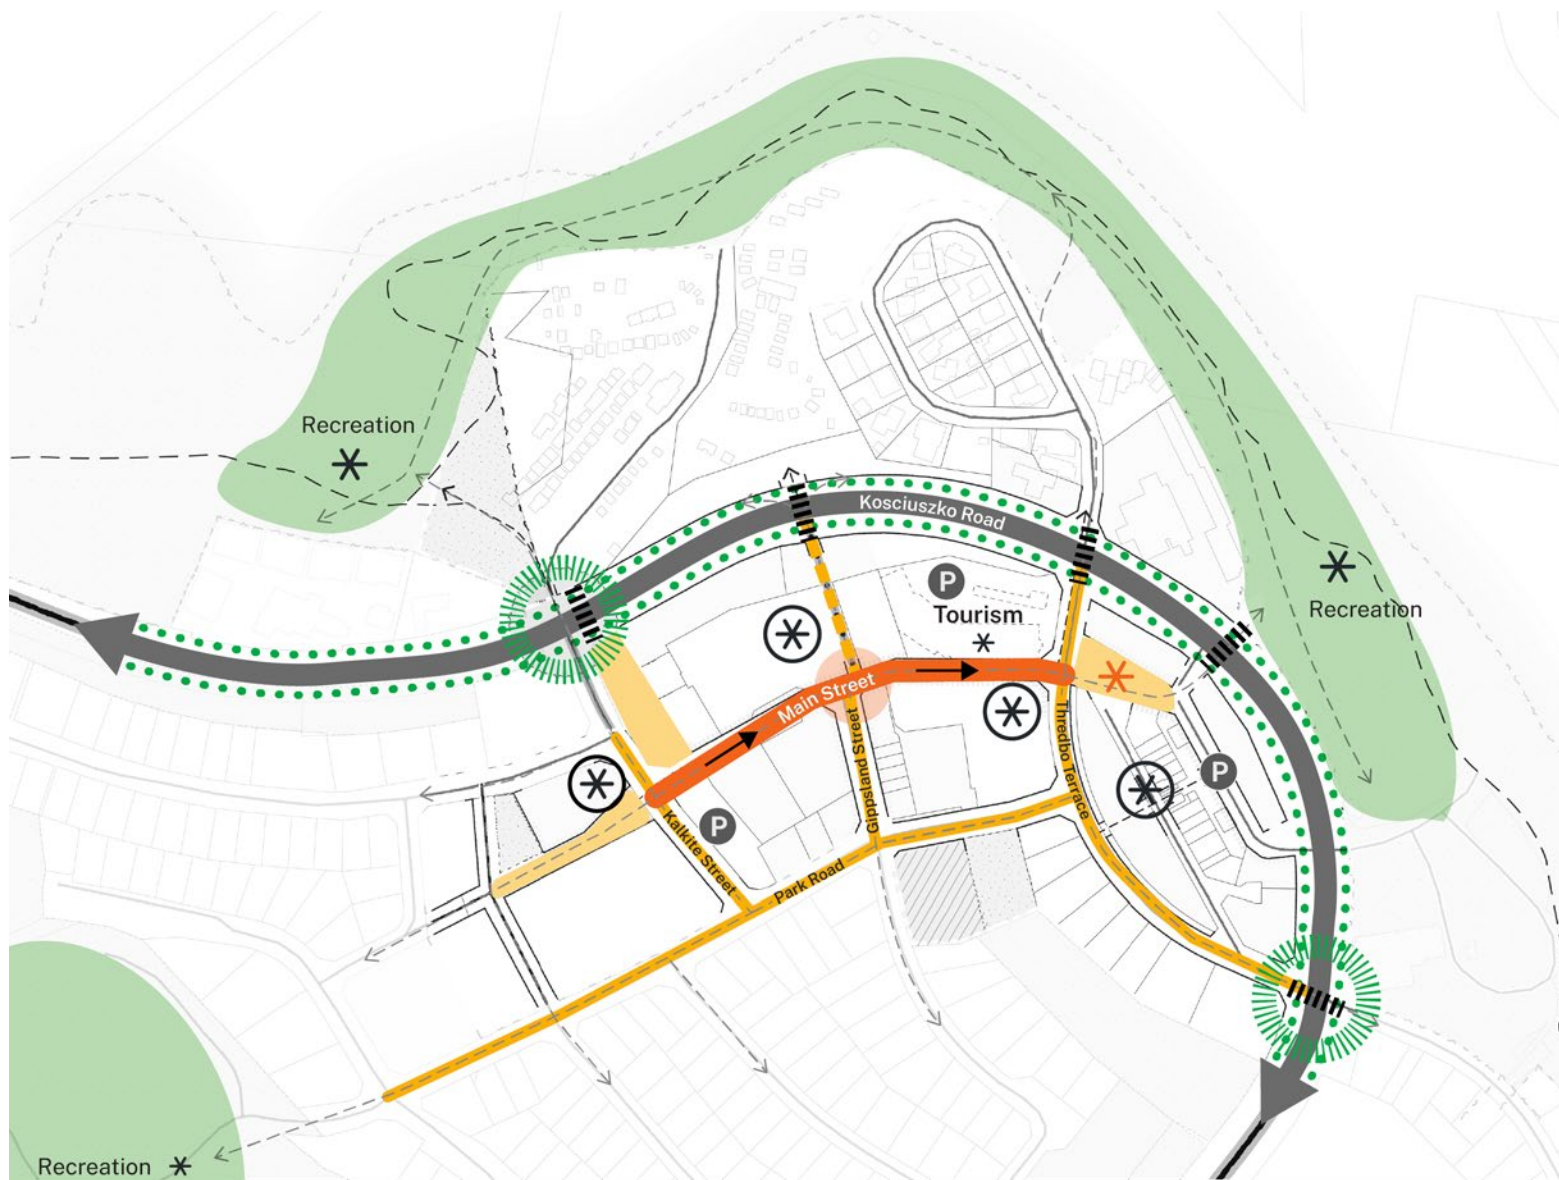 Recreation
Kosciuszko Road
P
Tourism
Recreation
Main Street
Gippsland Street
Thredbo Terrace
P
P
Kalkite Street
Park Road
Recreation